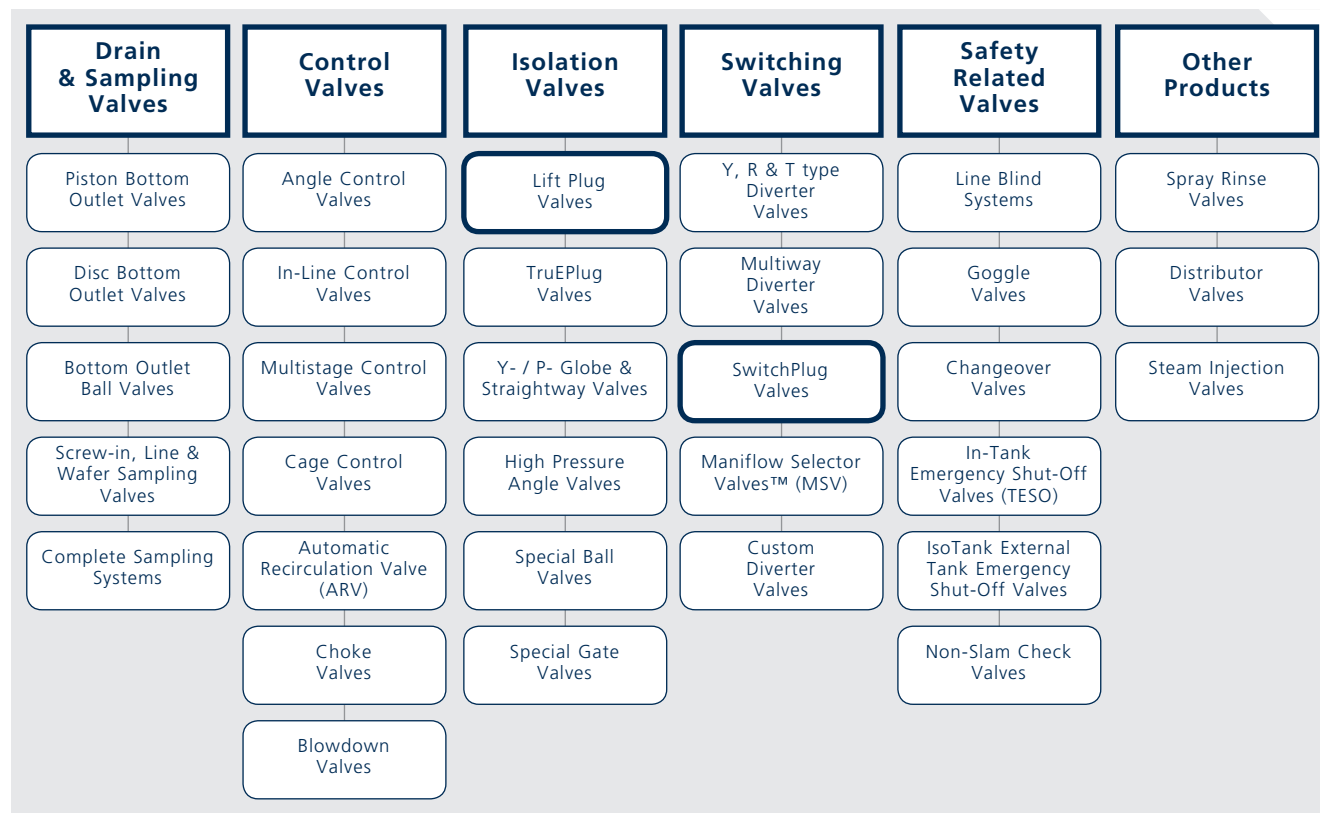 Drain
& Sampling
Valves
Piston Bottom
Outlet Valves
Disc Bottom
Outlet Valves
Bottom Outlet
Ball Valves
Screw-in, Line &
Wafer Sampling
Valves
Complete Sampling
Systems
Control
Valves
Angle Control
Valves
In-Line Control
Valves
Multistage Control
Valves
Cage Control
Valves
Automatic
Recirculation Valve
(ARV)
Choke
Valves
Blowdown
Valves
Isolation
Valves
Lift Plug
Valves
TruEPlug
Valves
Y- / P- Globe &
Straightway Valves
High Pressure
Angle Valves
Special Ball
Valves
Special Gate
Valves
Switching
Valves
Y, R & T type
Diverter
Valves
Multiway
Diverter
Valves
SwitchPlug
Valves
Maniflow Selector
Valves™ (MSV)
Custom
Diverter
Valves
Safety
Related
Valves
Line Blind
Systems
Goggle
Valves
Changeover
Valves
In-Tank
Emergency Shut-Off
Valves (TESO)
IsoTank External
Tank Emergency
Shut-Off Valves
Non-Slam Check
Valves
Other
Products
Spray Rinse
Valves
Distributor
Valves
Steam Injection
Valves